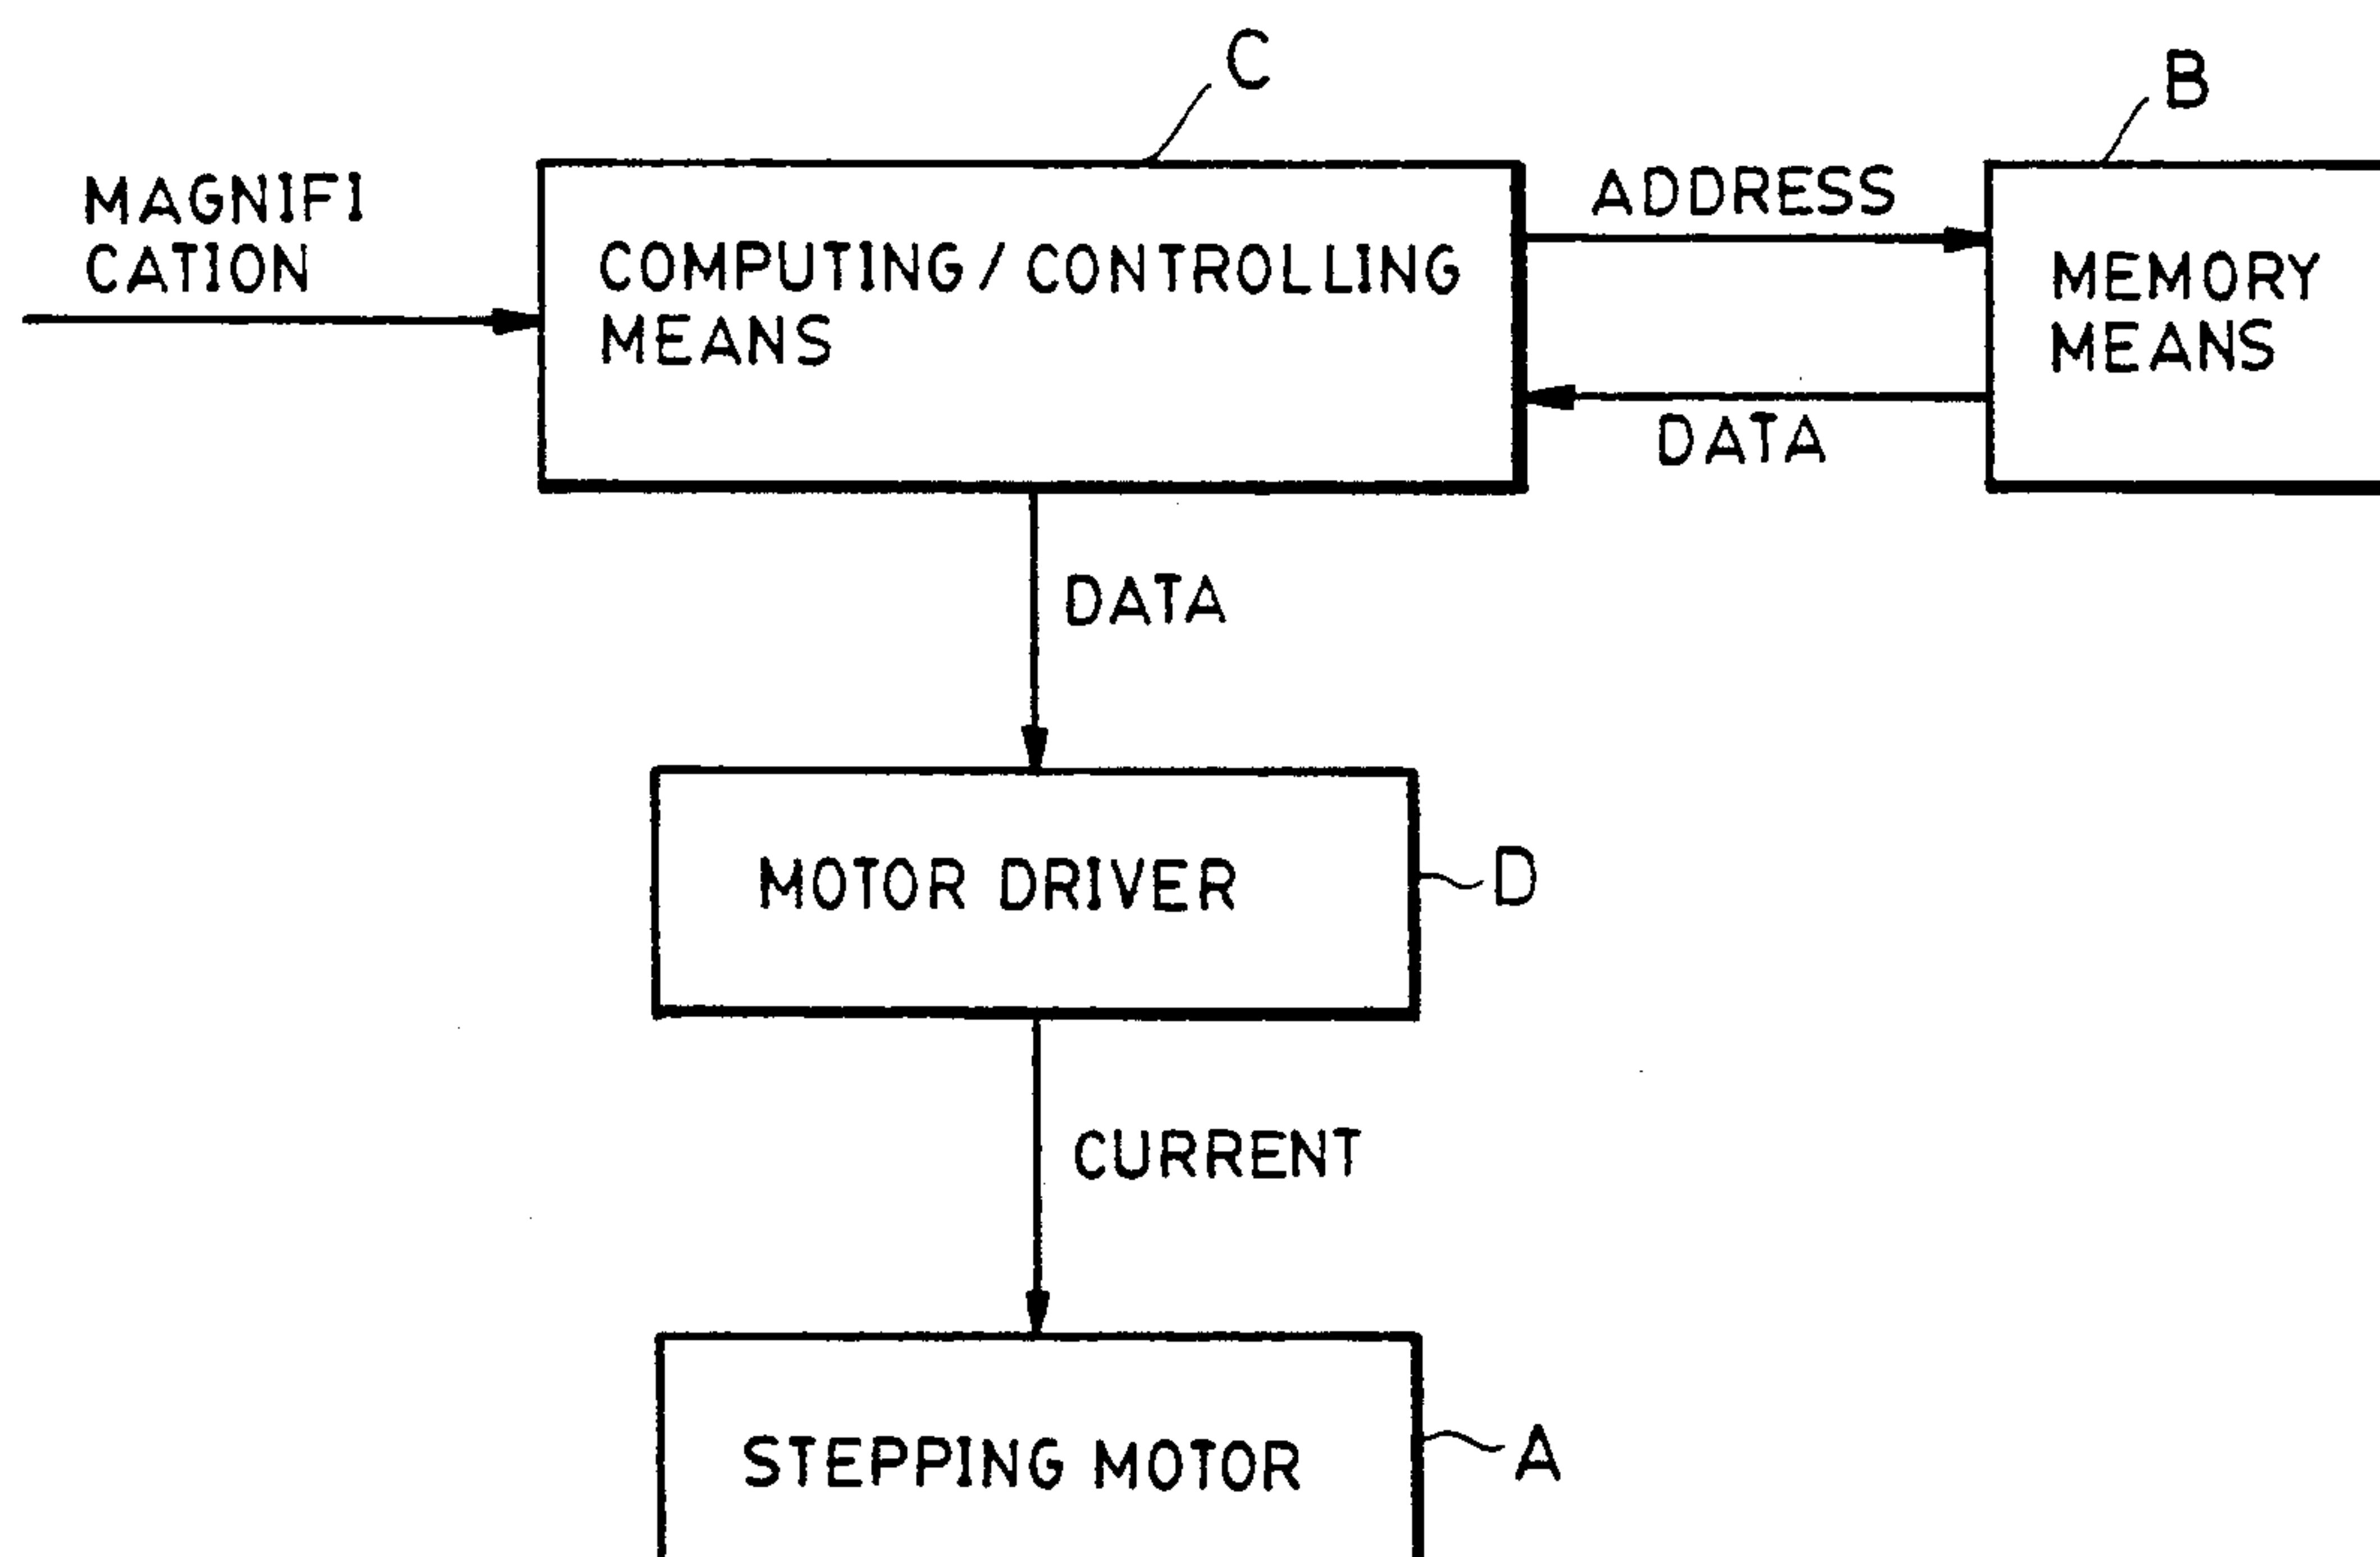 C
B
MAGNIFI
CATION
COMPUTING/CONTROLLING
MEANS
ADDRESS
MEMORY
MEANS
DATA
DATA
MOTOR DRIVER
D
CURRENT
STEPPING MOTOR
A